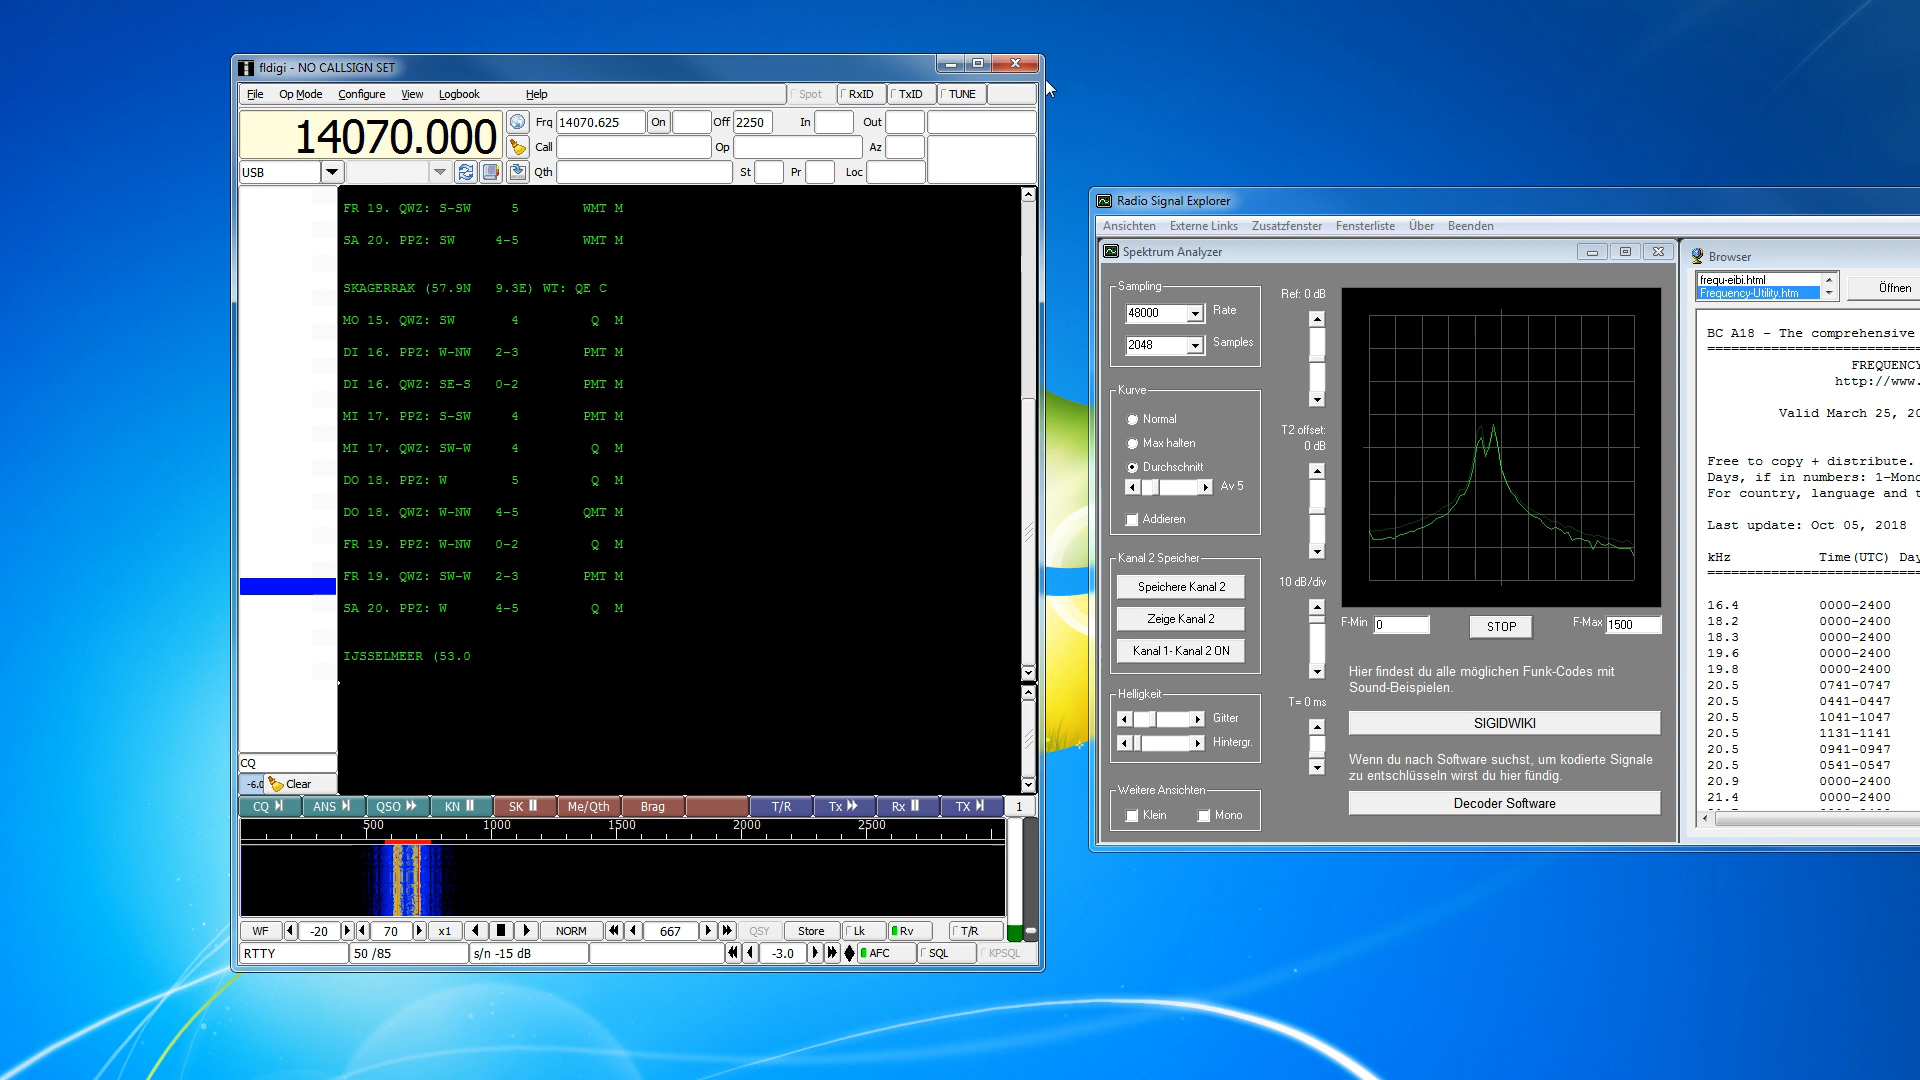 fldigi - NO CALLSIGN SET
File Op Mode Configure View Logbook Help Spot RxID TxID TUNE
14070.000 Frq 14070.625 On Off 2250 In Out
Call Op Az
USB Qth St Pr Loc
FR 19. QWZ: S-SW 5 WMT M
SA 20. PPZ: SW 4-5 WMT M
SKAGERRAK (57.9N 9.3E) WT: QE C
MO 15. QWZ: SW 4 Q M
DI 16. PPZ: W-NW 2-3 PMT M
DI 16. QWZ: SE-S 0-2 PMT M
MI 17. PPZ: S-SW 4 PMT M
MI 17. QWZ: SW-W 4 Q M
DO 18. PPZ: W 5 Q M
DO 18. QWZ: W-NW 4-5 QMT M
FR 19. PPZ: W-NW 0-2 Q M
FR 19. QWZ: SW-W 2-3 PMT M
SA 20. PPZ: W 4-5 Q M
IJSSELMEER (53.0
CQ
-6.0 Clear
CQ ANS QSO KN SK Me/Qth Brag T/R Tx Rx TX 1
500 1000 1500 2000 2500
WF -20 70 x1 NORM 667 QSY Store Lk Rv T/R
RTTY 50 /85 s/n -15 dB -3.0 AFC SQL KPSQL
Radio Signal Explorer
Ansichten Externe Links Zusatzfenster Fensterliste Über Beenden
Spektrum Analyzer
Sampling
48000 Rate
2048 Samples
Kurve
Normal
Max halten
Durchschnitt
Av 5
Addieren
Kanal 2 Speicher
Speichere Kanal 2
Zeige Kanal 2
Kanal 1- Kanal 2 ON
Helligkeit
Gitter
Hintergr.
Weitere Ansichten
Klein Mono
Ref: 0 dB
T2 offset:
0 dB
10 dB/div
T= 0 ms
F-Min 0 STOP F-Max 1500
Hier findest du alle möglichen Funk-Codes mit
Sound-Beispielen.
SIGIDWIKI
Wenn du nach Software suchst, um kodierte Signale
zu entschlüsseln wirst du hier fündig.
Decoder Software
Browser
frequ-eibi.html
Frequency-Utility.htm
Öffnen
BC A18 - The comprehensive
==========================
FREQUENCY
http://www.
Valid March 25, 20
Free to copy + distribute.
Days, if in numbers: 1-Mond
For country, language and t
Last update: Oct 05, 2018
kHz Time(UTC) Day
==========================
16.4 0000-2400
18.2 0000-2400
18.3 0000-2400
19.6 0000-2400
19.8 0000-2400
20.5 0741-0747
20.5 0441-0447
20.5 1041-1047
20.5 1131-1141
20.5 0941-0947
20.5 0541-0547
20.9 0000-2400
21.4 0000-2400